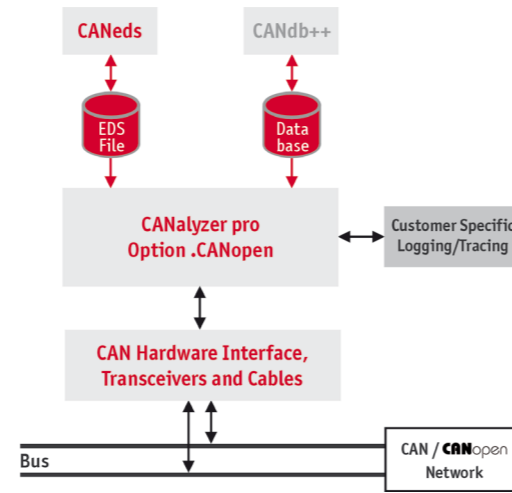 CANeds
CANdb++
EDS
File
Data
base
CANalyzer pro
Option .CANopen
Customer Specific
Logging/Tracing
CAN Hardware Interface,
Transceivers and Cables
Bus
CAN / CANopen
Network